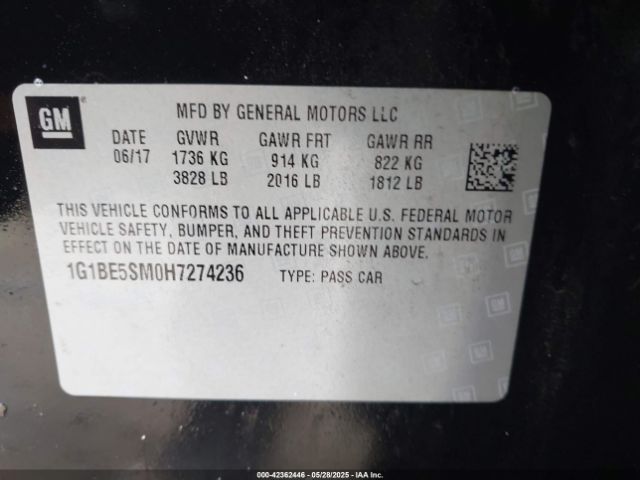 GM
MFD BY GENERAL MOTORS LLC
DATE GVWR GAWR FRT GAWR RR
06/17 1736 KG 914 KG 822 KG
3828 LB 2016 LB 1812 LB
THIS VEHICLE CONFORMS TO ALL APPLICABLE U.S. FEDERAL MOTOR
VEHICLE SAFETY, BUMPER, AND THEFT PREVENTION STANDARDS IN
EFFECT ON THE DATE OF MANUFACTURE SHOWN ABOVE.
1G1BE5SM0H7274236 TYPE: PASS CAR
000-42362446 - 05/28/2025 - IAAI.com